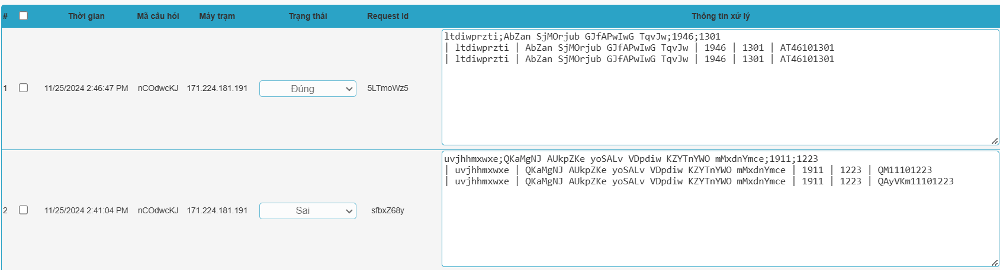 # Thời gian Mã câu hỏi Máy trạm Trạng thái Request Id Thông tin xử lý
1 11/25/2024 2:46:47 PM nCOdwcKJ 171.224.181.191 Đúng 5LTmoWz5
ltdiwprzti;AbZan SjMOrjub GJfAPwIwG TqvJw;1946;1301
| ltdiwprzti | AbZan SjMOrjub GJfAPwIwG TqvJw | 1946 | 1301 | AT46101301
| ltdiwprzti | AbZan SjMOrjub GJfAPwIwG TqvJw | 1946 | 1301 | AT46101301
2 11/25/2024 2:41:04 PM nCOdwcKJ 171.224.181.191 Sai sfbxZ68y
uvjhhmxwxe;QKaMgNJ AUkpZKe yoSALv VDpdiw KZYTnYWO mMxdnYmce;1911;1223
| uvjhhmxwxe | QKaMgNJ AUkpZKe yoSALv VDpdiw KZYTnYWO mMxdnYmce | 1911 | 1223 | QM11101223
| uvjhhmxwxe | QKaMgNJ AUkpZKe yoSALv VDpdiw KZYTnYWO mMxdnYmce | 1911 | 1223 | QAyVKm11101223